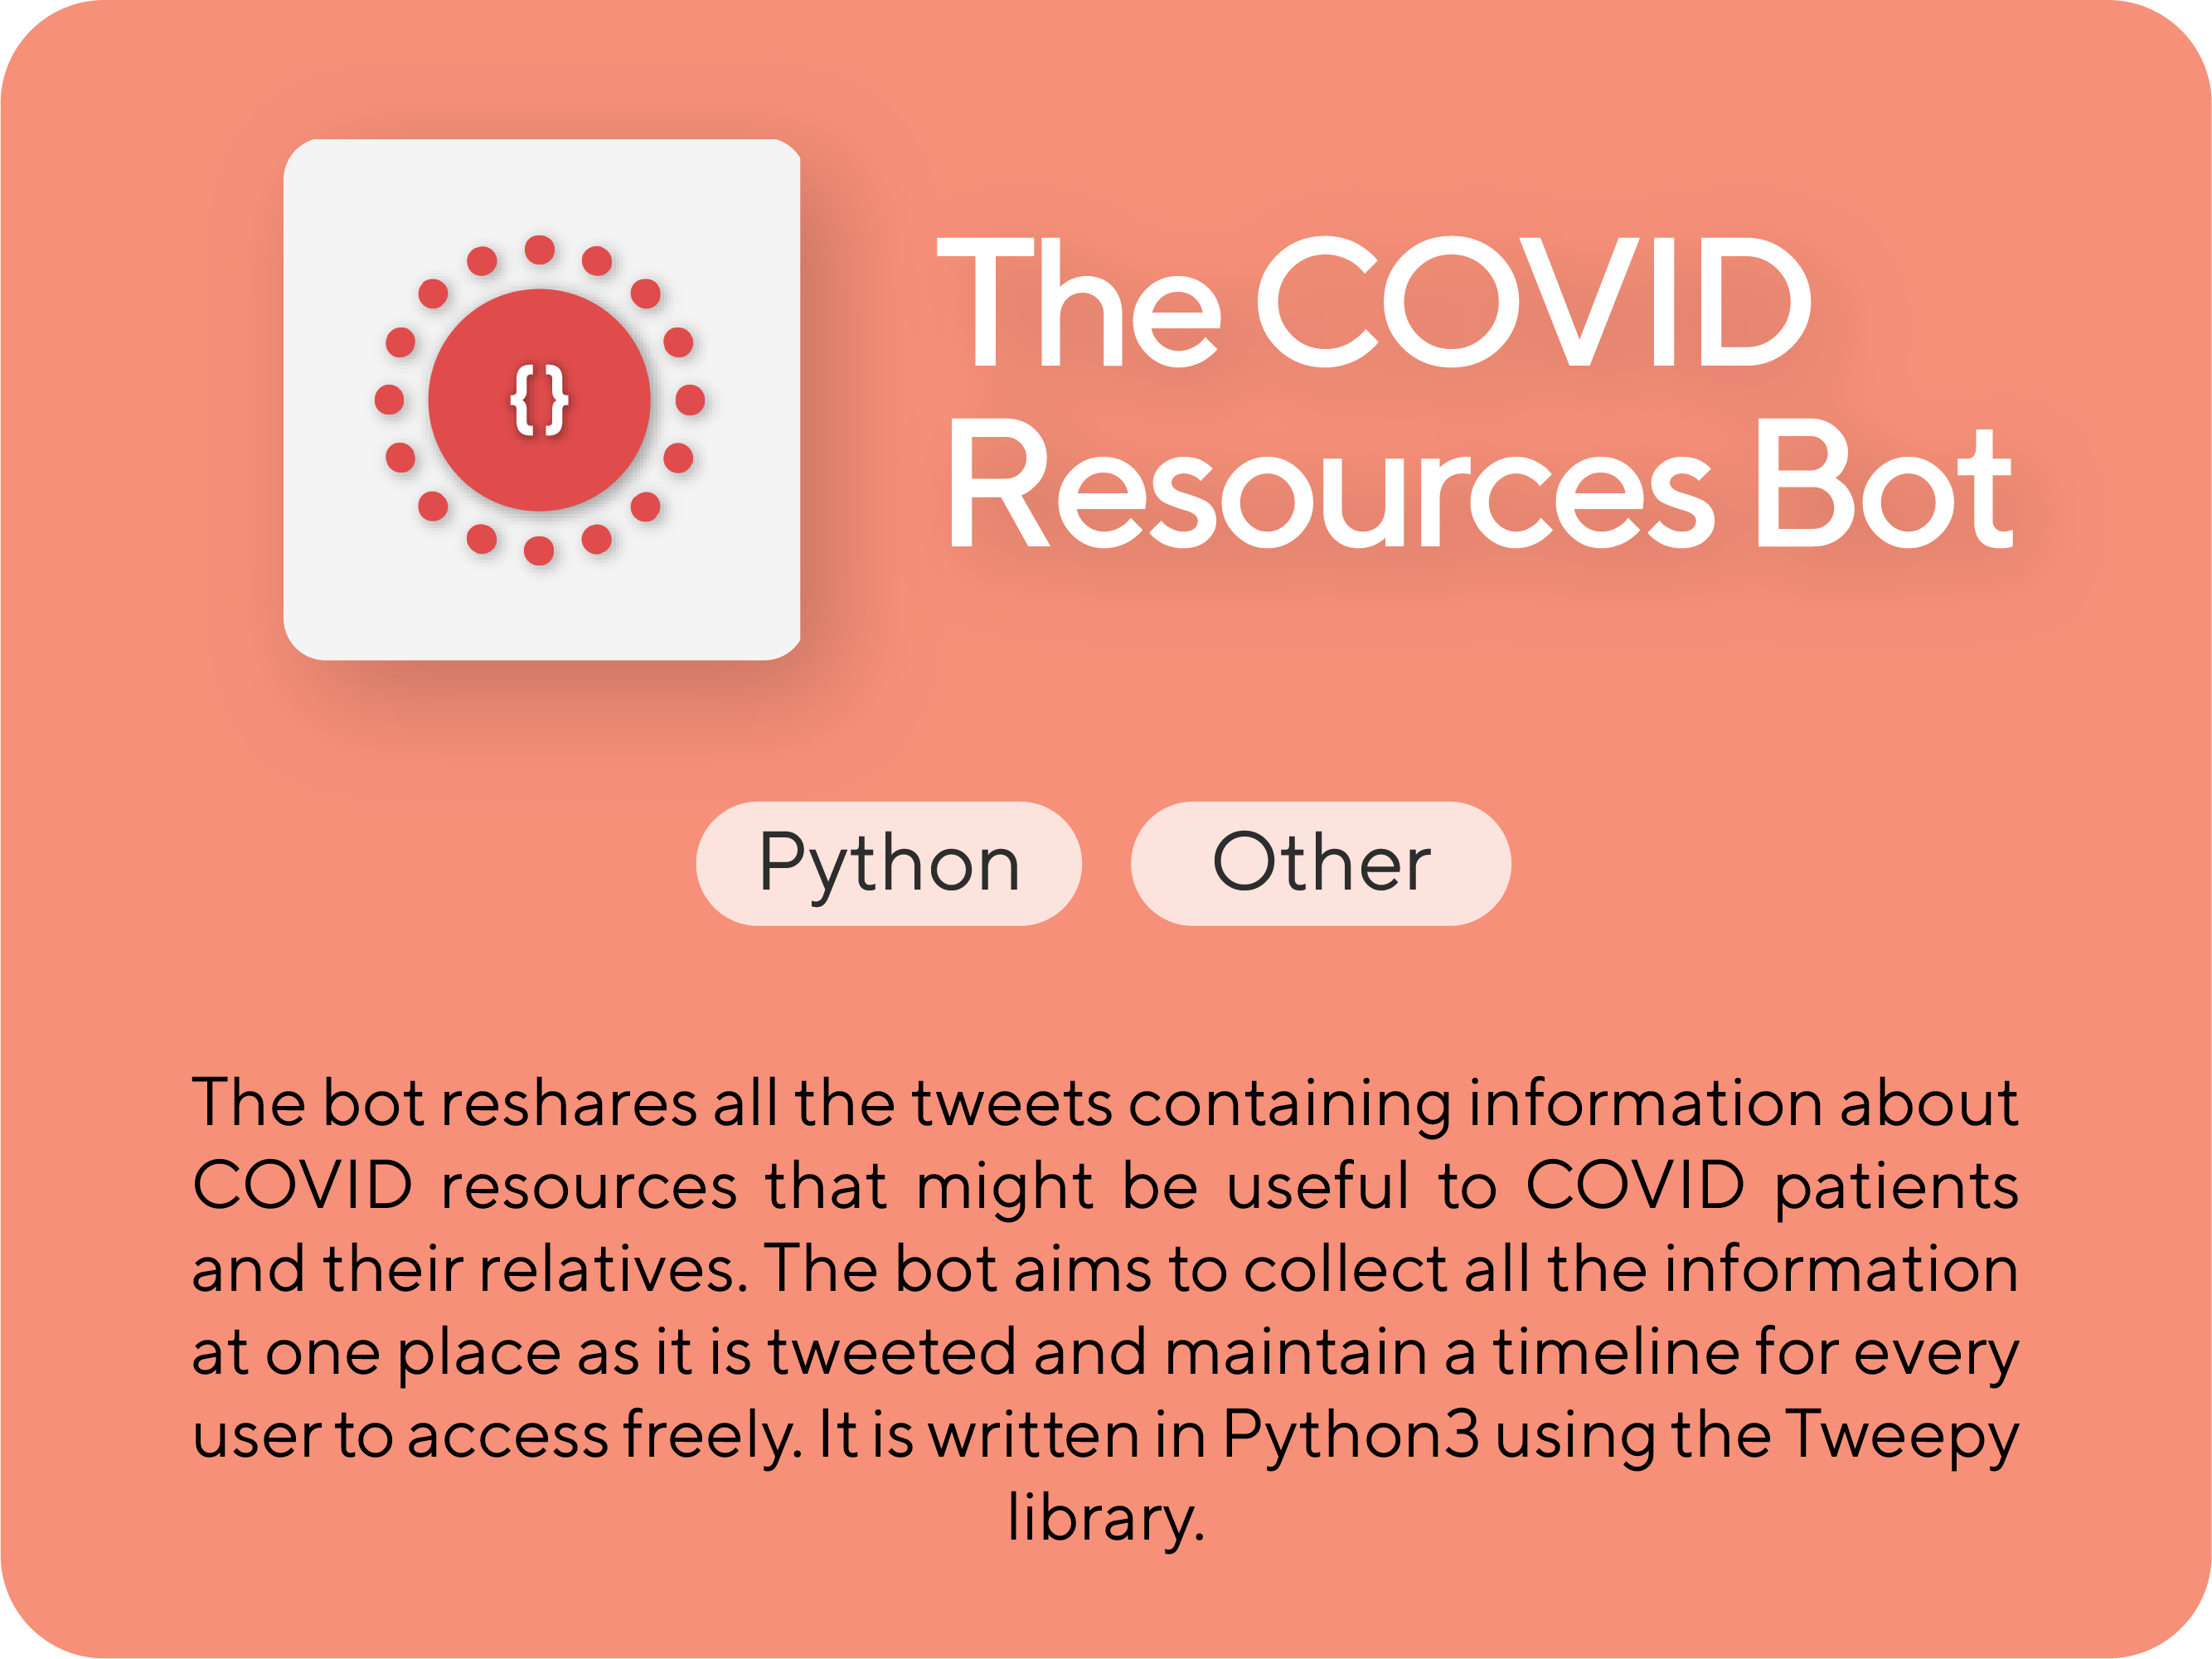 {}
The COVID
Resources Bot
Python
Other
The bot reshares all the tweets containing information about
COVID resources that might be useful to COVID patients
and their relatives. The bot aims to collect all the information
at one place as it is tweeted and maintain a timeline for every
user to access freely. It is written in Python3 using the Tweepy
library.